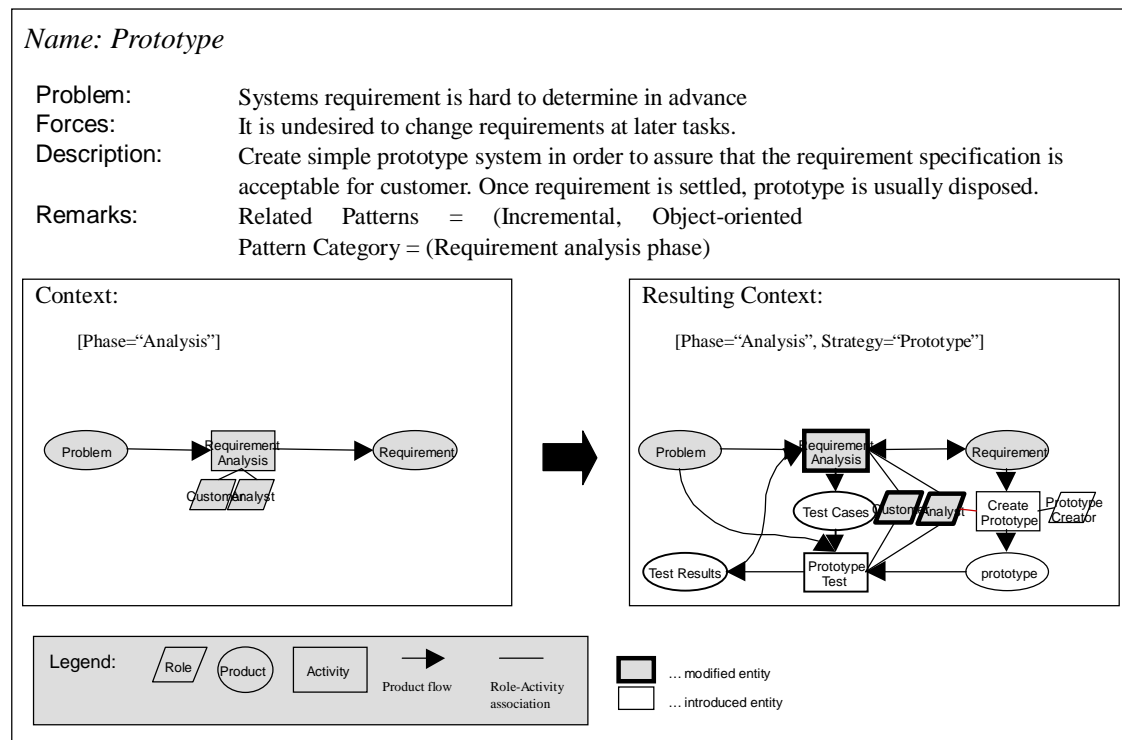 Name: Prototype
Problem: Systems requirement is hard to determine in advance
Forces: It is undesired to change requirements at later tasks.
Description: Create simple prototype system in order to assure that the requirement specification is
acceptable for customer. Once requirement is settled, prototype is usually disposed.
Remarks: Related Patterns = (Incremental, Object-oriented
Pattern Category = (Requirement analysis phase)
Context:
[Phase=“Analysis”]
Problem
Requirement
Analysis
Requirement
Customer
Analyst
Resulting Context:
[Phase=“Analysis”, Strategy=“Prototype”]
Problem
Requirement
Analysis
Requirement
Test Cases
Customer
Analyst
Create
Prototype
Prototype
Creator
Test Results
Prototype
Test
prototype
Legend:
Role
Product
Activity
Product flow
Role-Activity
association
... modified entity
... introduced entity